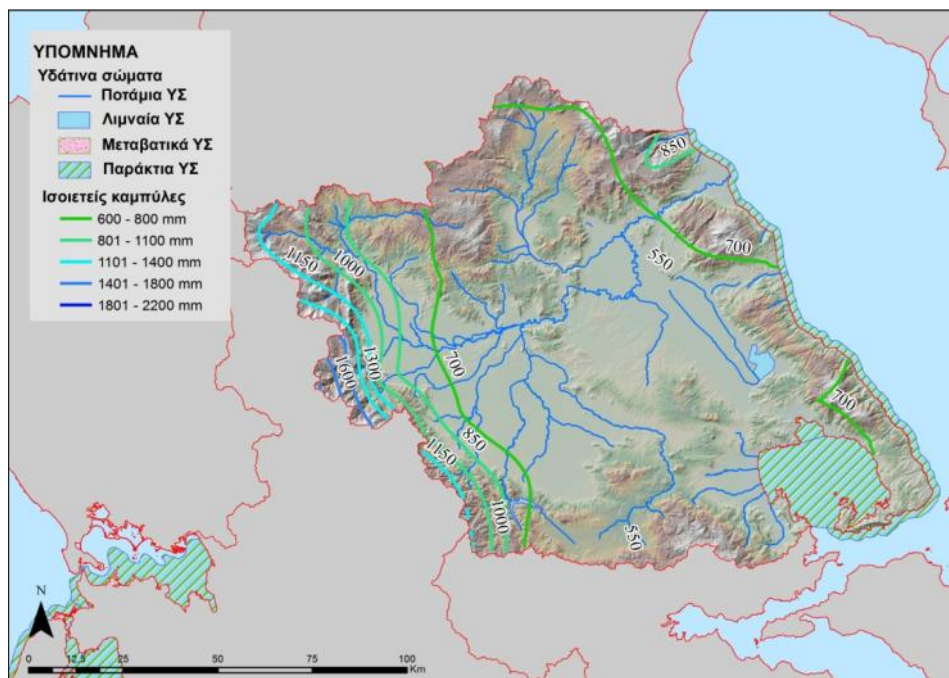 ΥΠΟΜΝΗΜΑ
Υδάτινα σώματα
Ποτάμια ΥΣ
Λιμναία ΥΣ
Μεταβατικά ΥΣ
Παράκτια ΥΣ
Ισοϋετείς καμπύλες
600 - 800 mm
801 - 1100 mm
1101 - 1400 mm
1401 - 1800 mm
1801 - 2200 mm
850
700
550
1150
1000
1300
1600
700
700
850
1150
1000
550
N
0 12,5 25 50 75 100
Km